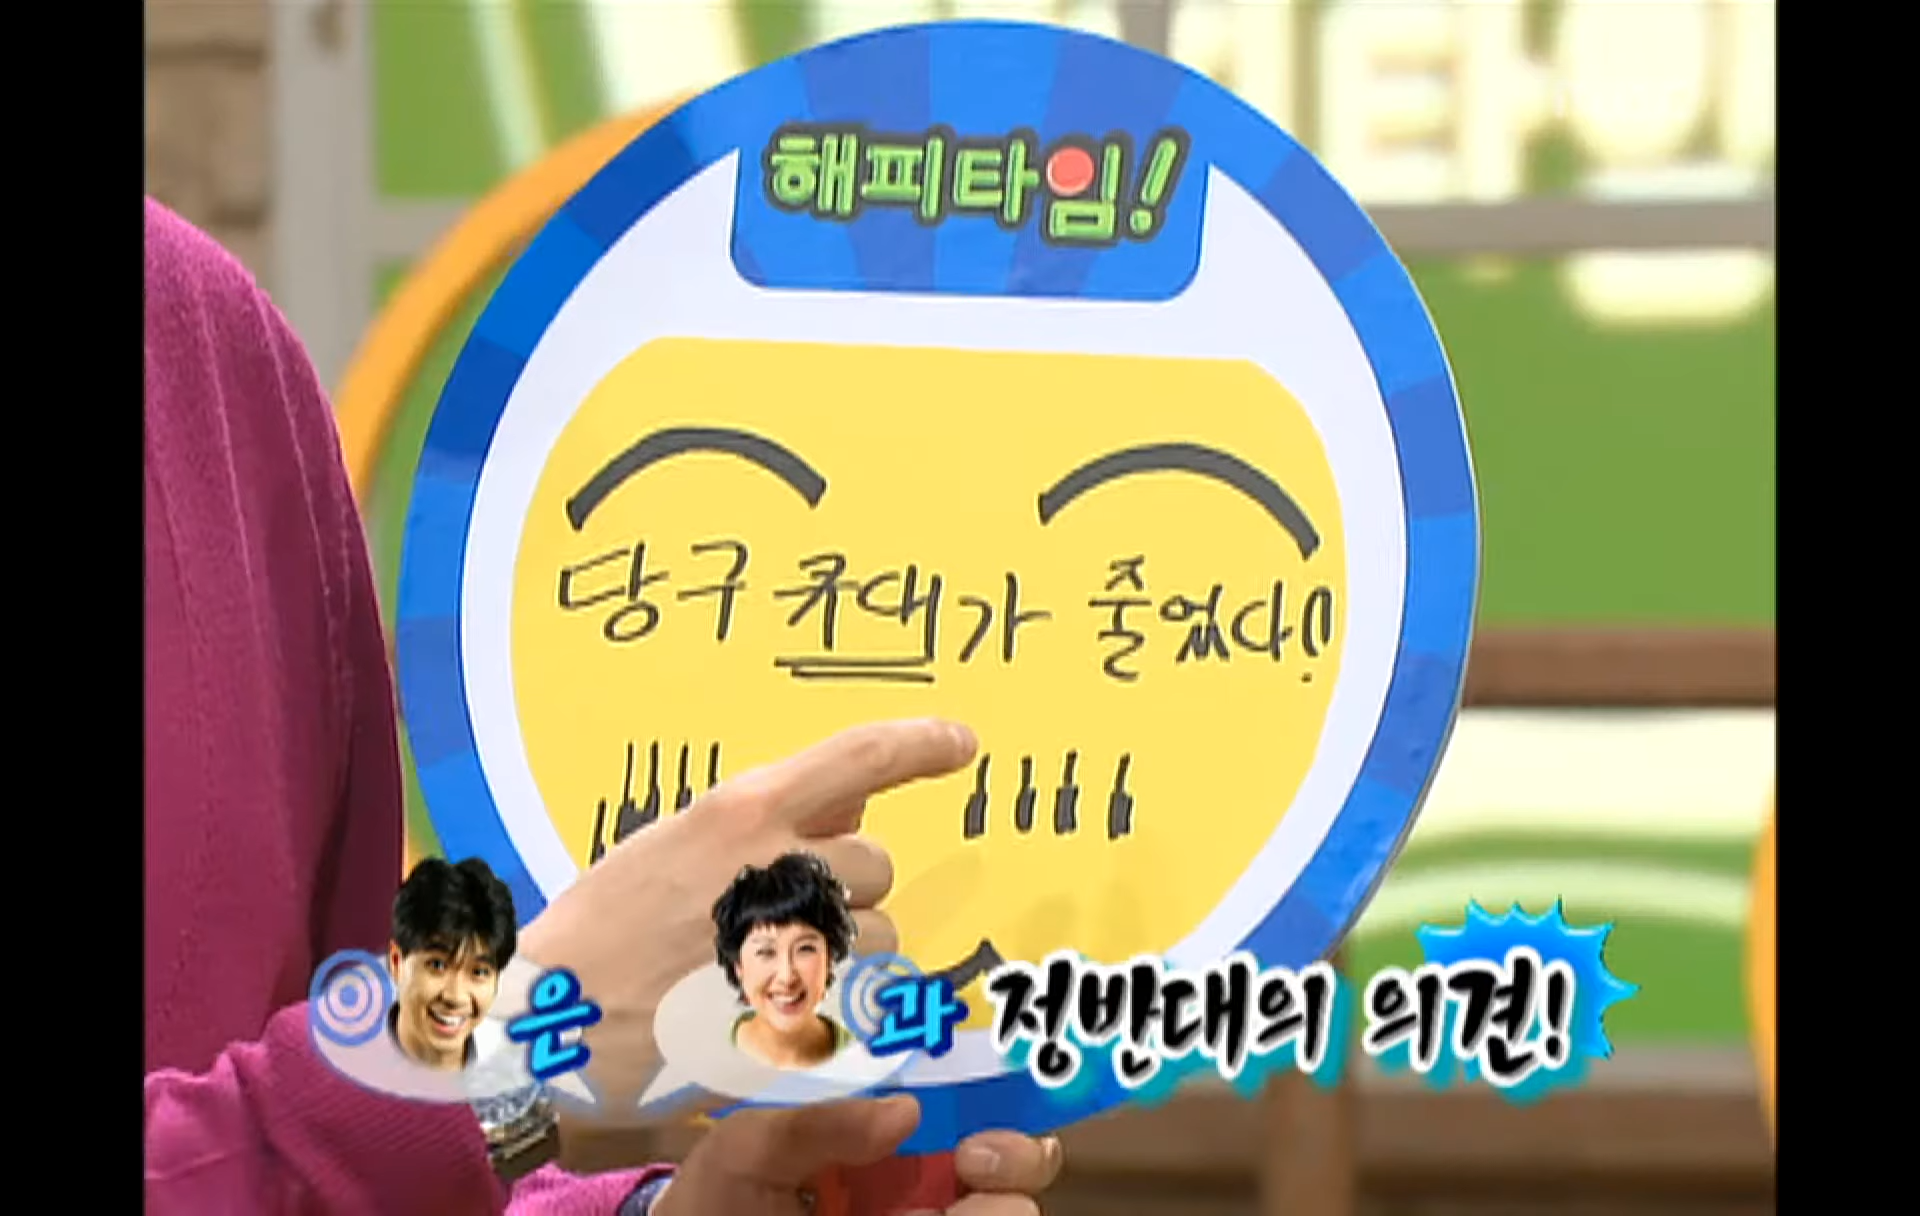 해피타임!
당구 큣대가 줄었다!!
은 과 정반대의 의견!